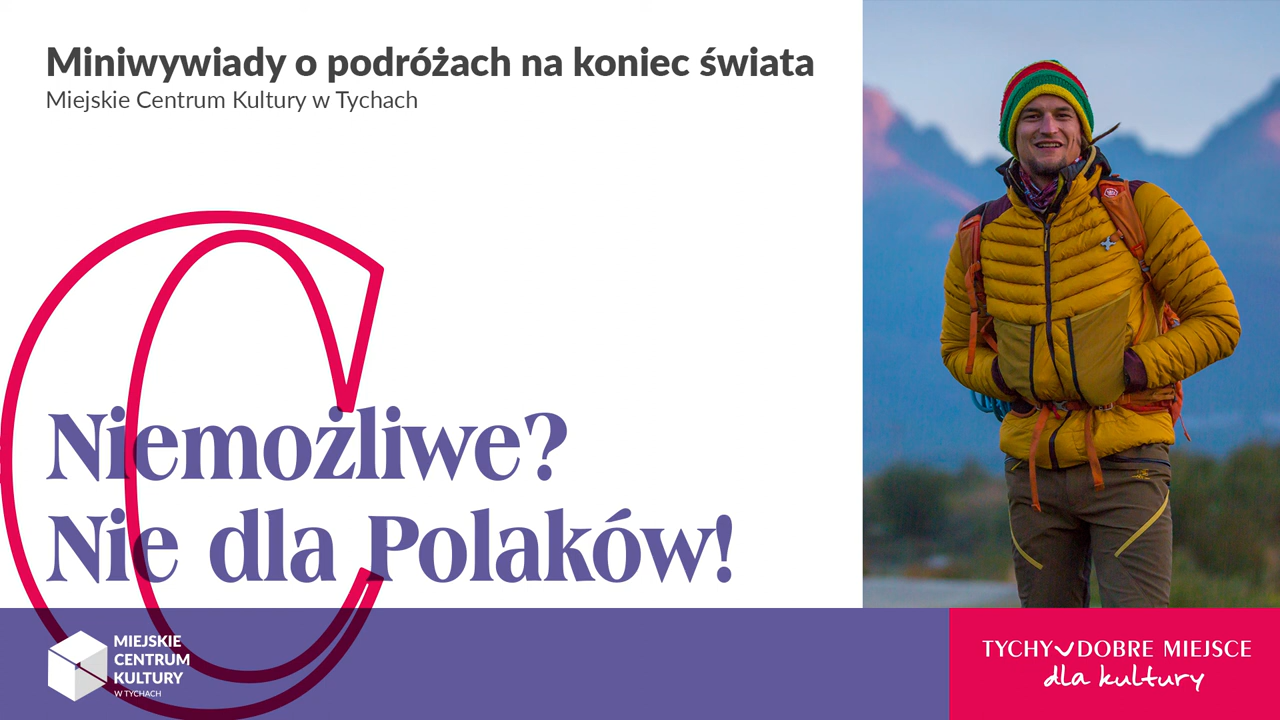 Miniwywiady o podróżach na koniec świata
Miejskie Centrum Kultury w Tychach
C
Niemożliwe?
Nie dla Polaków!
MIEJSKIE
CENTRUM
KULTURY
W TYCHACH
TYCHY DOBRE MIEJSCE
dla kultury